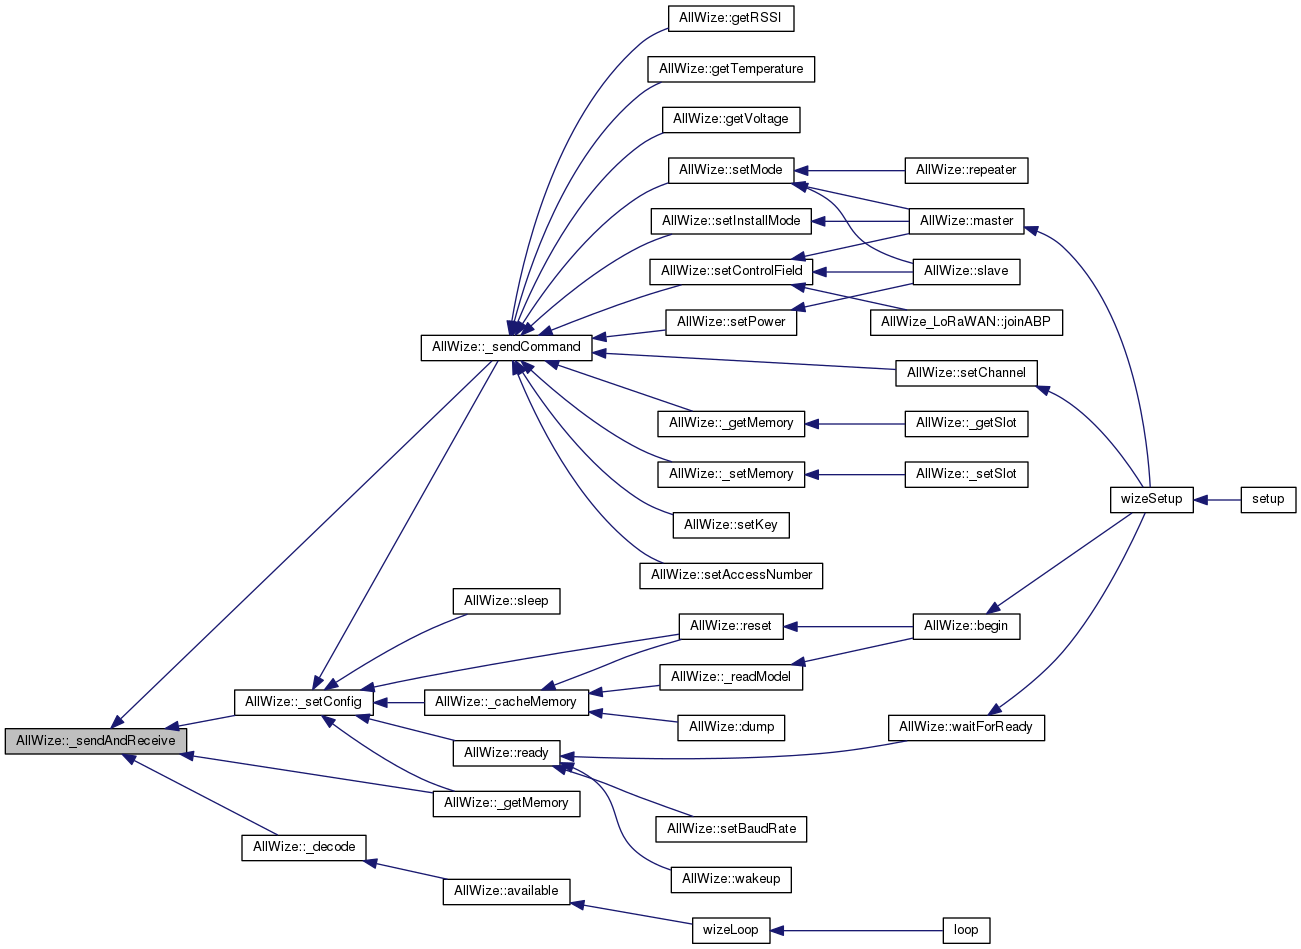 AllWize::getRSSI
AllWize::getTemperature
AllWize::getVoltage
AllWize::setMode
AllWize::repeater
AllWize::setInstallMode
AllWize::master
AllWize::setControlField
AllWize::slave
AllWize::setPower
AllWize_LoRaWAN::joinABP
AllWize::_sendCommand
AllWize::setChannel
AllWize::_getMemory
AllWize::_getSlot
AllWize::_setMemory
AllWize::_setSlot
wizeSetup
setup
AllWize::setKey
AllWize::setAccessNumber
AllWize::sleep
AllWize::reset
AllWize::begin
AllWize::_readModel
AllWize::_setConfig
AllWize::_cacheMemory
AllWize::dump
AllWize::waitForReady
AllWize::_sendAndReceive
AllWize::ready
AllWize::_getMemory
AllWize::setBaudRate
AllWize::_decode
AllWize::wakeup
AllWize::available
wizeLoop
loop